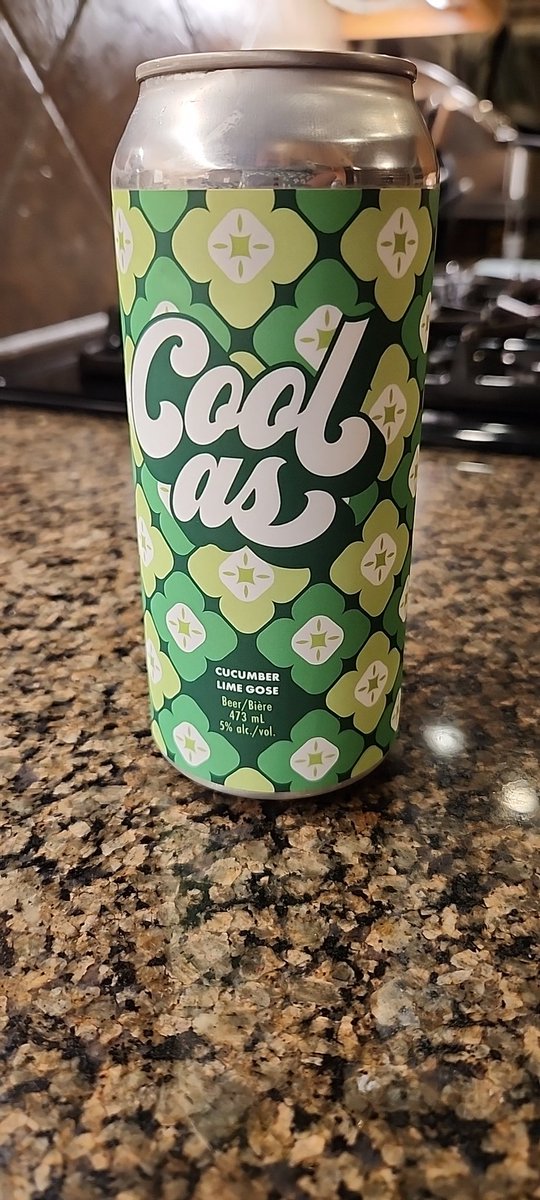 Cool
as
CUCUMBER
LIME GOSE
Beer/Bière
473 mL
5% alc./vol.